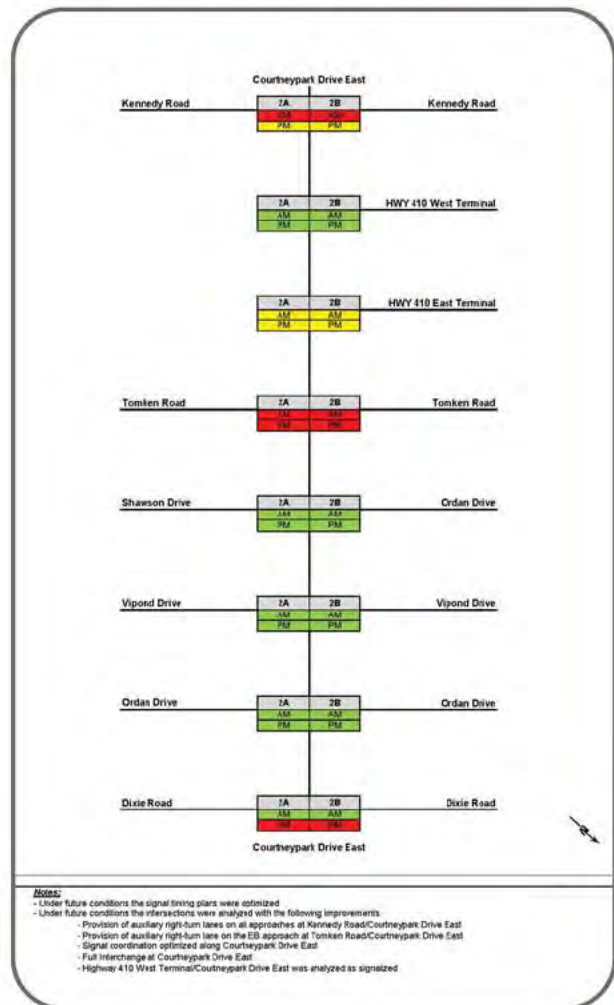 Courtneypark Drive East
Kennedy Road 2A 2B Kennedy Road
AM AM
PM PM
2A 2B HWY 410 West Terminal
AM AM
PM PM
2A 2B HWY 410 East Terminal
AM AM
PM PM
Tomken Road 2A 2B Tomken Road
AM AM
PM PM
Shawson Drive 2A 2B Ordan Drive
AM AM
PM PM
Vipond Drive 2A 2B Vipond Drive
AM AM
PM PM
Ordan Drive 2A 2B Ordan Drive
AM AM
PM PM
Dixie Road 2A 2B Dixie Road
AM AM
PM PM
Courtneypark Drive East
N
Notes:
- Under future conditions the signal timing plans were optimized
- Under future conditions the intersections were analyzed with the following improvements
- Provision of auxiliary right-turn lanes on all approaches at Kennedy Road/Courtneypark Drive East
- Provision of auxiliary right-turn lane on the EB approach at Tomken Road/Courtneypark Drive East
- Signal coordination optimized along Courtneypark Drive East
- Full Interchange at Courtneypark Drive East
- Highway 410 West Terminal/Courtneypark Drive East was analyzed as signalized